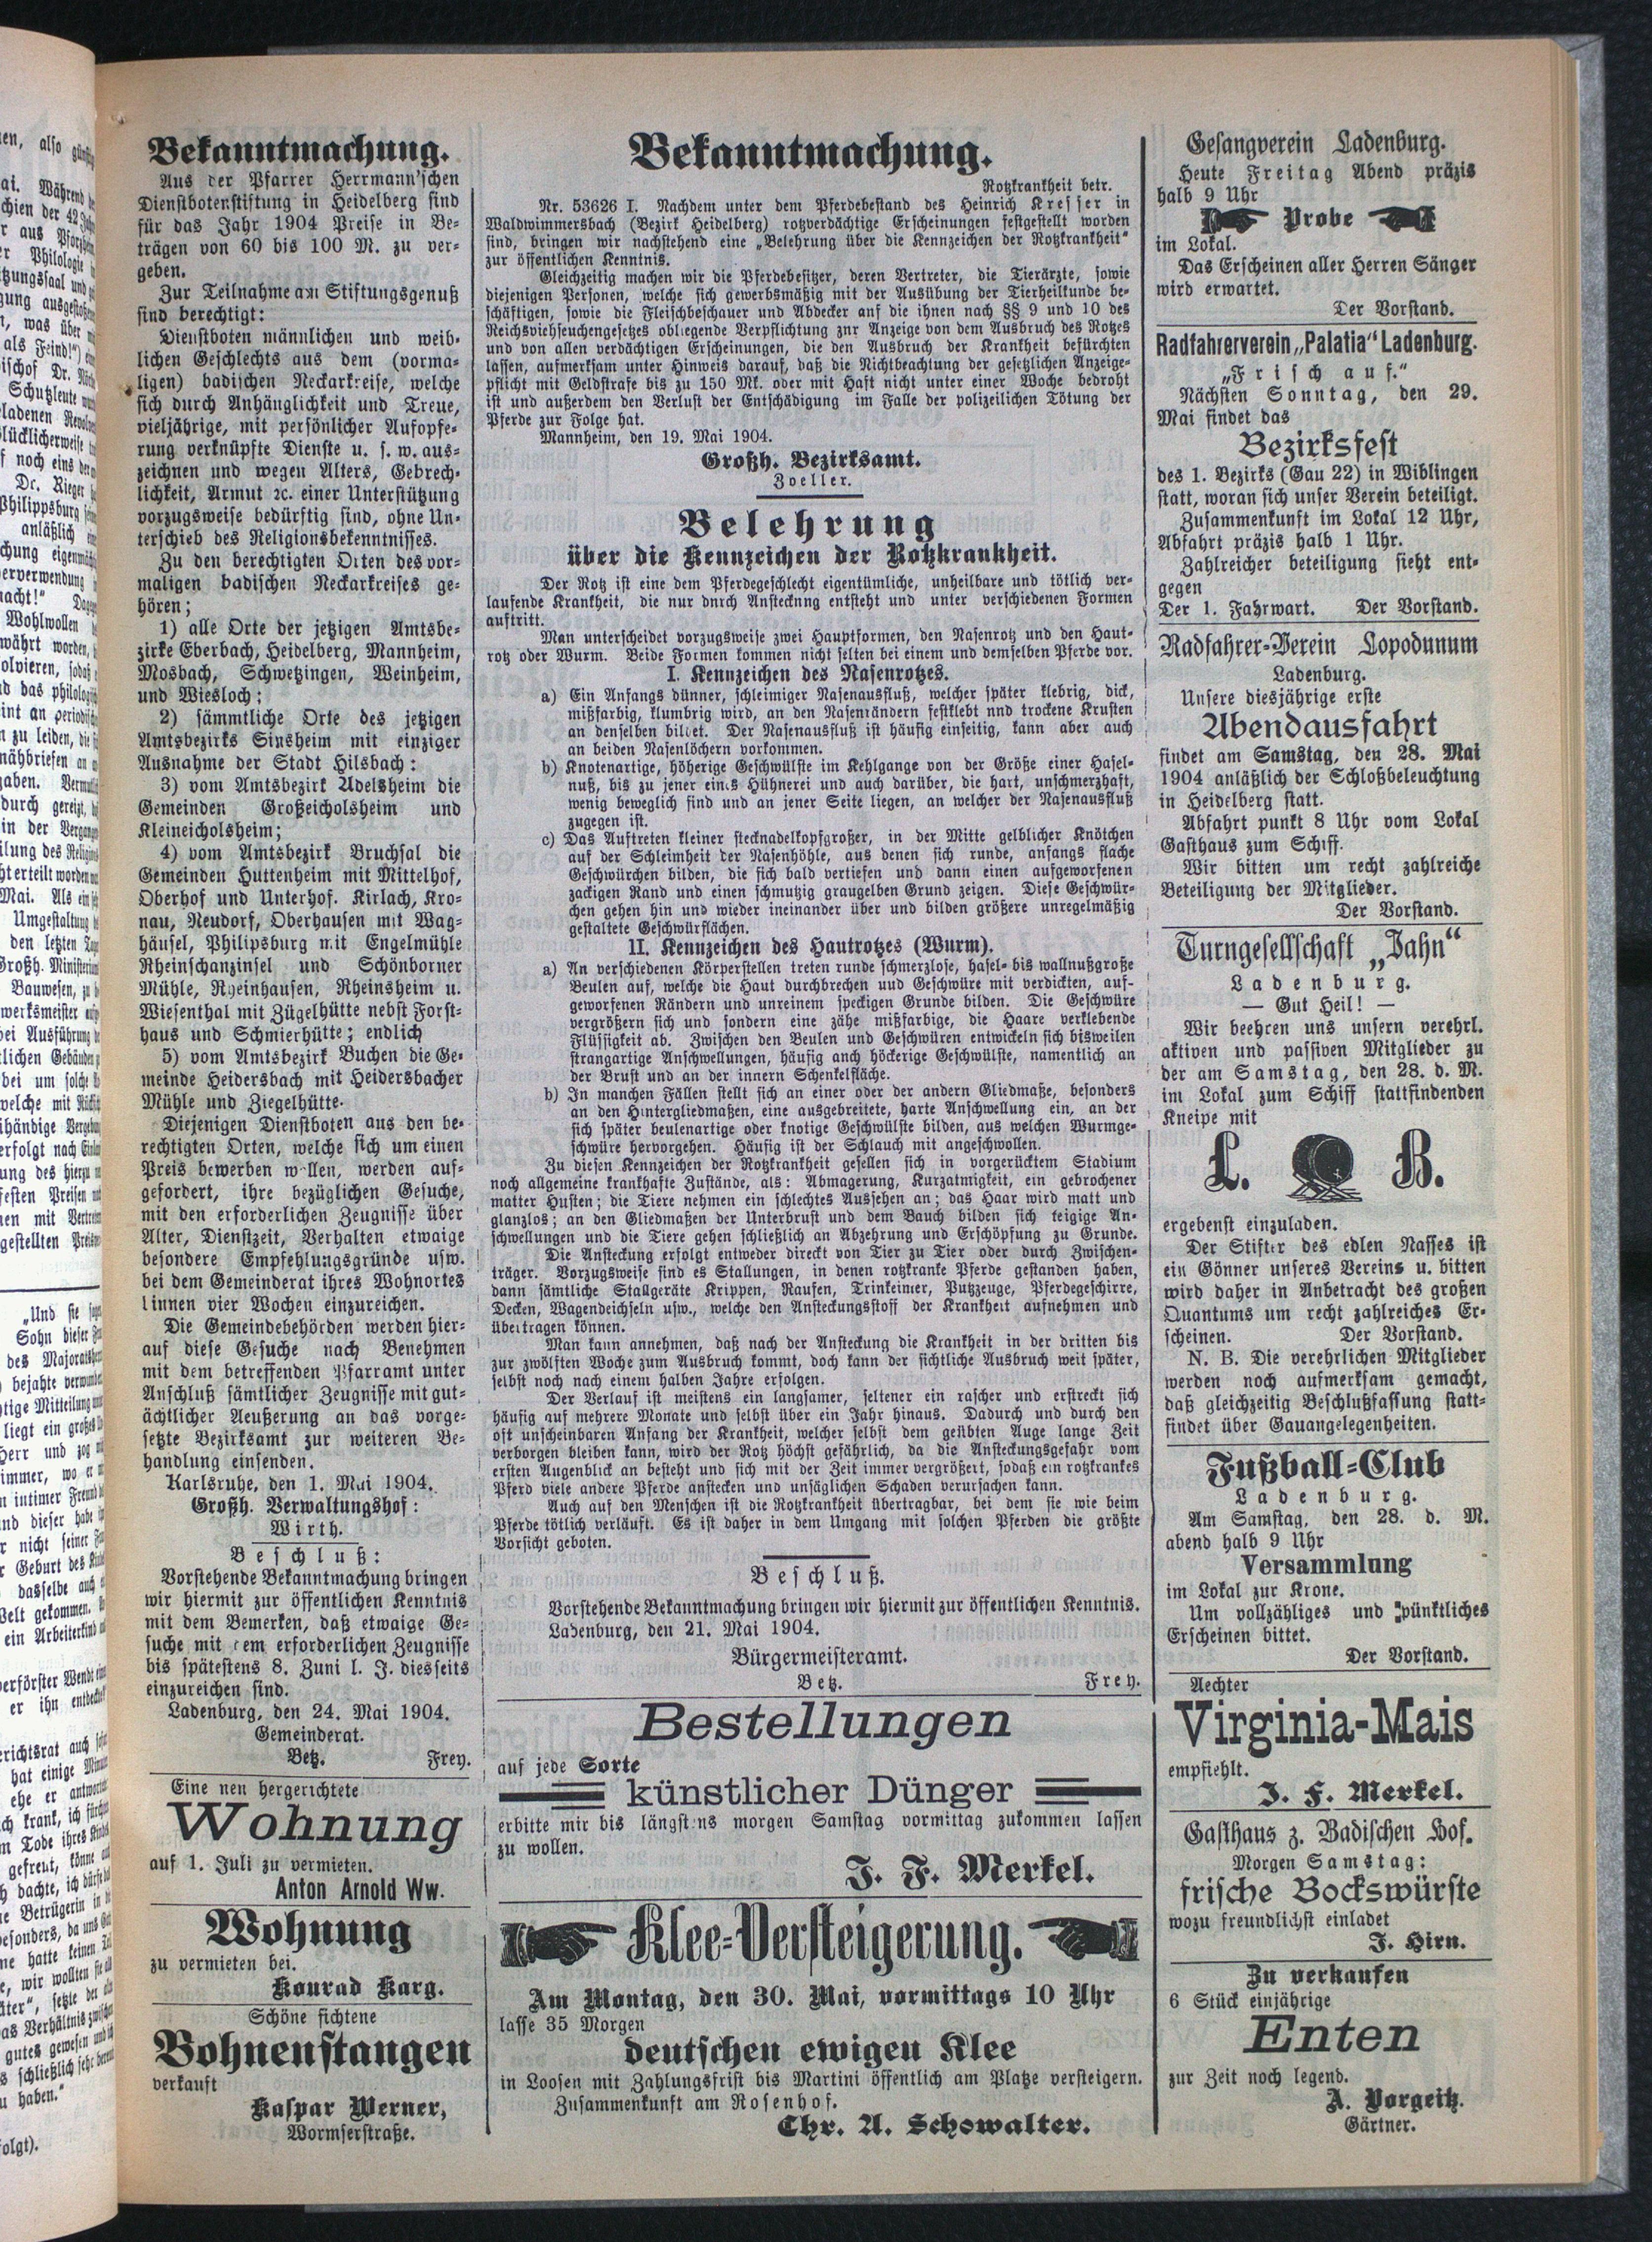 Bekanntmachung.
Aus der Pfarrer Herrmann'schen
Dienstbotenstiftung in Heidelberg sind
für das Jahr 1904 Preise in Be-
trägen von 60 bis 100 M. zu ver-
geben.
Zur Teilnahme am Stiftungsgenuß
sind berechtigt:
Dienstboten männlichen und weib-
lichen Geschlechts aus dem (vorma-
ligen) badischen Neckarkreise, welche
sich durch Anhänglichkeit und Treue,
vieljährige, mit persönlicher Aufopfe-
rung verknüpfte Dienste u. s. w. aus-
zeichnen und wegen Alters, Gebrech-
lichkeit, Armut ꝛc. einer Unterstützung
vorzugsweise bedürftig sind, ohne Un-
terschieb des Religionsbekenntnisses.
Zu den berechtigten Orten des vor-
maligen badischen Neckarkreises ge-
hören;
1) alle Orte der jetzigen Amtsbe-
zirke Eberbach, Heidelberg, Mannheim,
Mosbach, Schwetzingen, Weinheim,
und Wiesloch;
2) sämmtliche Orte des jetzigen
Amtsbezirks Sinsheim mit einziger
Ausnahme der Stadt Hilsbach:
3) vom Amtsbezirk Adelsheim die
Gemeinden Großeicholsheim und
Kleineicholsheim;
4) vom Amtsbezirk Bruchsal die
Gemeinden Huttenheim mit Mittelhof,
Oberhof und Unterhof. Kirlach, Kro-
nau, Neudorf, Oberhausen mit Wag-
häusel, Philipsburg mit Engelmühle
Rheinschanzinsel und Schönborner
Mühle, Rheinhausen, Rheinsheim u.
Wiesenthal mit Zügelhütte nebst Forst-
haus und Schmierhütte; endlich
5) vom Amtsbezirk Buchen die Ge-
meinde Heidersbach mit Heidersbacher
Mühle und Ziegelhütte.
Diejenigen Dienstboten aus den be-
rechtigten Orten, welche sich um einen
Preis bewerben wollen, werden auf-
gefordert, ihre bezüglichen Gesuche,
mit den erforderlichen Zeugnisse über
Alter, Dienstzeit, Verhalten etwaige
besondere Empfehlungsgründe usw.
bei dem Gemeinderat ihres Wohnortes
linnen vier Wochen einzureichen.
Die Gemeindebehörden werden hier-
auf diese Gesuche nach Benehmen
mit dem betreffenden Pfarramt unter
Anschluß sämtlicher Zeugnisse mit gut-
ächtlicher Aeußerung an das vorge-
setzte Bezirksamt zur weiteren Be-
handlung einsenden.
Karlsruhe, den 1. Mai 1904.
Großh. Verwaltungshof:
Wirth.
Beschluß:
Vorstehende Bekanntmachung bringen
wir hiermit zur öffentlichen Kenntnis
mit dem Bemerken, daß etwaige Ge-
suche mit dem erforderlichen Zeugnisse
bis spätestens 8. Zuni l. J. diesseits
einzureichen sind.
Ladenburg, den 24. Mai 1904.
Gemeinderat.
Betz. Frey.
Eine neu hergerichtete
Wohnung
auf 1. Juli zu vermieten.
Anton Arnold Ww.
Wohnung
zu vermieten bei.
Konrad Karg.
Schöne fichtene
Bohnenstangen
verkauft
Kaspar Werner,
Wormserstraße.
Bekanntmachung.
Rotzkrankheit betr.
Nr. 53626 I. Nachdem unter dem Pferdebestand des Heinrich Kresser in
Waldwimmersbach (Bezirk Heidelberg) rotzverdächtige Erscheinungen festgestellt worden
sind, bringen wir nachstehend eine „Belehrung über die Kennzeichen der Rotzkrankheit"
zur öffentlichen Kenntnis.
Gleichzeitig machen wir die Pferdebesitzer, deren Vertreter, die Tierärzte, sowie
diejenigen Personen, welche sich gewerbsmäßig mit der Ausübung der Tierheilkunde be-
schäftigen, sowie die Fleischbeschauer und Abdecker auf die ihnen nach §§ 9 und 10 des
Reichsviehseuchengesetzes obliegende Verpflichtung zur Anzeige von dem Ausbruch des Rotzes
und von allen verdächtigen Erscheinungen, die den Ausbruch der Krankheit befürchten
lassen, aufmerksam unter Hinweis darauf, daß die Nichtbeachtung der gesetzlichen Anzeige-
pflicht mit Geldstrafe bis zu 150 Mk. oder mit Haft nicht unter einer Woche bedroht
ist und außerdem den Verlust der Entschädigung im Falle der polizeilichen Tötung der
Pferde zur Folge hat.
Mannheim, den 19. Mai 1904.
Großh. Bezirksamt.
Zoeller.
Belehrung
über die Kennzeichen der Rotzkrankheit.
Der Rotz ist eine dem Pferdegeschlecht eigentümliche, unheilbare und tötlich ver-
laufende Krankheit, die nur dnrch Anstecknng entsteht und unter verschiedenen Formen
auftritt.
Man unterscheidet vorzugsweise zwei Hauptformen, den Nasenrotz und den Haut-
rotz oder Wurm. Beide Formen kommen nicht selten bei einem und demselben Pferde vor.
I. Kennzeichen des Nasenrotzes.
a) Ein Anfangs dünner, schleimiger Nasenausfluß, welcher später klebrig, dick,
mißfarbig, klumbrig wird, an den Nasenrändern festklebt nnd trockene Krusten
an denselben bildet. Der Nasenausfluß ist häufig einseitig, kann aber auch
an beiden Nasenlöchern vorkommen.
b) Knotenartige, höherige Geschwülste im Kehlgange von der Größe einer Hasel-
nuß, bis zu jener eines Hühnerei und auch darüber, die hart, unschmerzhaft,
wenig beweglich sind und an jener Seite liegen, an welcher der Nasenausfluß
zugegen ist.
c) Das Auftreten kleiner stecknadelkopfgroßer, in der Mitte gelblicher Knötchen
auf der Schleimheit der Nasenhöhle, aus denen sich runde, anfangs flache
Geschwürchen bilden, die sich bald vertiefen und dann einen aufgeworfenen
zackigen Rand und einen schmutzig graugelben Grund zeigen. Diese Geschwür-
chen gehen hin und wieder ineinander über und bilden größere unregelmäßig
gestaltete Geschwürflächen.
II. Kennzeichen des Hautrotzes (Wurm).
a) An verschiedenen Körperstellen treten runde schmerzlose, hasel- bis wallnußgroße
Beulen auf, welche die Haut durchbrechen uud Geschwüre mit verdickten, auf-
geworfenen Rändern und unreinem speckigen Grunde bilden. Die Geschwüre
vergrößern sich und sondern eine zähe mißfarbige, die Haare verklebende
Flüssigkeit ab. Zwischen den Beulen und Geschwüren entwickeln sich bisweilen
strangartige Anschwellungen, häufig anch höckerige Geschwülste, namentlich an
der Brust und an der innern Schenkelfläche.
b) In manchen Fällen stellt sich an einer oder der andern Gliedmaße, besonders
an den Hintergliedmaßen, eine ausgebreitete, harte Anschwellung ein, an der
sich später beulenartige oder knotige Geschwülste bilden, aus welchen Wurmge-
schwüre hervorgehen. Häufig ist der Schlauch mit angeschwollen.
Zu diesen Kennzeichen der Rotzkrankheit gesellen sich in vorgerücktem Stadium
noch allgemeine krankhafte Zustände, als: Abmagerung, Kurzatmigkeit, ein gebrochener
matter Husten; die Tiere nehmen ein schlechtes Aussehen an; das Haar wird matt und
glanzlos; an den Gliedmaßen der Unterbrust und dem Bauch bilden sich teigige An-
schwellungen und die Tiere gehen schließlich an Abzehrung und Erschöpfung zu Grunde.
Die Ansteckung erfolgt entweder direkt von Tier zu Tier oder durch Zwischen-
träger. Vorzugsweise sind es Stallungen, in denen rotzkranke Pferde gestanden haben,
dann sämtliche Stallgeräte Krippen, Raufen, Trinkeimer, Putzzeuge, Pferdegeschirre,
Decken, Wagendeichseln usw., welche den Ansteckungsstoff der Krankheit aufnehmen und
übertragen können.
Man kann annehmen, daß nach der Ansteckung die Krankheit in der dritten bis
zur zwölften Woche zum Ausbruch kommt, doch kann der sichtliche Ausbruch weit später,
selbst noch nach einem halben Jahre erfolgen.
Der Verlauf ist meistens ein langsamer, seltener ein rascher und erstreckt sich
häufig auf mehrere Monate und selbst über ein Jahr hinaus. Dadurch und durch den
oft unscheinbaren Anfang der Krankheit, welcher selbst dem geübten Auge lange Zeit
verborgen bleiben kann, wird der Rotz höchst gefährlich, da die Ansteckungsgefahr vom
ersten Augenblick an besteht und sich mit der Zeit immer vergrößert, sodaß ein rotzkrankes
Pferd viele andere Pferde anstecken und unsäglichen Schaden verursachen kann.
Auch auf den Menschen ist die Rotzkrankheit übertragbar, bei dem sie wie beim
Pferde tötlich verläuft. Es ist daher in dem Umgang mit solchen Pferden die größte
Vorsicht geboten.
Beschluß.
Vorstehende Bekanntmachung bringen wir hiermit zur öffentlichen Kenntnis.
Ladenburg, den 21. Mai 1904.
Bürgermeisteramt.
Betz. Frey.
Bestellungen
auf jede Sorte
künstlicher Dünger
erbitte mir bis längstens morgen Samstag vormittag zukommen lassen
zu wollen.
J. F. Merkel.
Klee-Versteigerung.
Am Montag, den 30. Mai, vormittags 10 Uhr
lasse 35 Morgen
deutschen ewigen Klee
in Loosen mit Zahlungsfrist bis Martini öffentlich am Platze versteigern.
Zusammenkunft am Rosenhof.
Chr. A. Schowalter.
Gesangverein Ladenburg.
Heute Freitag Abend präzis
halb 9 Uhr
Probe
im Lokal.
Das Erscheinen aller Herren Sänger
wird erwartet.
Der Vorstand.
Radfahrerverein „Palatia" Ladenburg.
„Frisch auf."
Nächsten Sonntag, den 29.
Mai findet das
Bezirksfest
des 1. Bezirks (Gau 22) in Wiblingen
statt, woran sich unser Verein beteiligt.
Zusammenkunft im Lokal 12 Uhr,
Abfahrt präzis halb 1 Uhr.
Zahlreicher beteiligung sieht ent-
gegen
Der 1. Fahrwart. Der Vorstand.
Radfahrer-Verein Lopodunum
Ladenburg.
Unsere diesjährige erste
Abendausfahrt
findet am Samstag, den 28. Mai
1904 anläßlich der Schloßbeleuchtung
in Heidelberg statt.
Abfahrt punkt 8 Uhr vom Lokal
Gasthaus zum Schiff.
Wir bitten um recht zahlreiche
Beteiligung der Mitglieder.
Der Vorstand.
Turngesellschaft „Jahn"
Ladenburg.
— Gut Heil! —
Wir beehren uns unsern verehrl.
aktiven und passiven Mitglieder zu
der am Samstag, den 28. d. M.
im Lokal zum Schiff stattfindenden
Kneipe mit
L. B.
ergebenst einzuladen.
Der Stifter des edlen Nasses ist
ein Gönner unseres Vereins u. bitten
wird daher in Anbetracht des großen
Quantums um recht zahlreiches Er-
scheinen. Der Vorstand.
N. B. Die verehrlichen Mitglieder
werden noch aufmerksam gemacht,
daß gleichzeitig Beschlußfassung statt-
findet über Gauangelegenheiten.
Fußball-Club
Ladenburg.
Am Samstag, den 28. d. M.
abend halb 9 Uhr
Versammlung
im Lokal zur Krone.
Um vollzähliges und pünktliches
Erscheinen bittet.
Der Vorstand.
Aechter
Virginia-Mais
empfiehlt.
J. F. Merkel.
Gasthaus z. Badischen Hof.
Morgen Samstag:
frische Bockswürste
wozu freundlichst einladet
J. Hirn.
Zu verkaufen
6 Stück einjährige
Enten
zur Zeit noch legend.
A. Vorgeitz.
Gärtner.